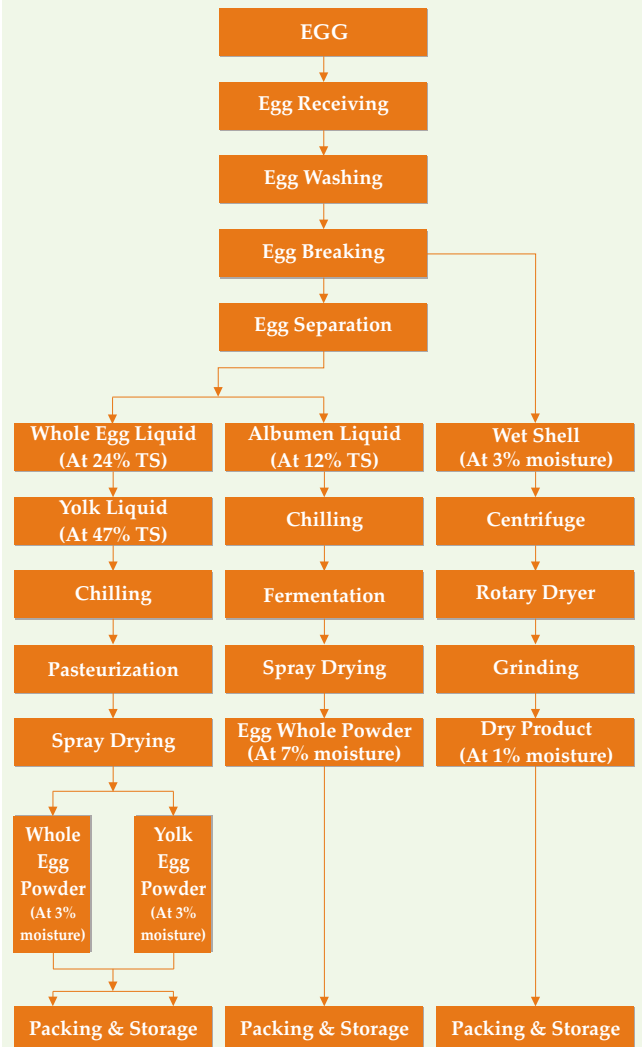 EGG
Egg Receiving
Egg Washing
Egg Breaking
Egg Separation
Whole Egg Liquid
(At 24% TS)
Albumen Liquid
(At 12% TS)
Wet Shell
(At 3% moisture)
Yolk Liquid
(At 47% TS)
Chilling
Centrifuge
Chilling
Fermentation
Rotary Dryer
Pasteurization
Spray Drying
Grinding
Spray Drying
Egg Whole Powder
(At 7% moisture)
Dry Product
(At 1% moisture)
Whole
Egg
Powder
(At 3%
moisture)
Yolk
Egg
Powder
(At 3%
moisture)
Packing & Storage
Packing & Storage
Packing & Storage